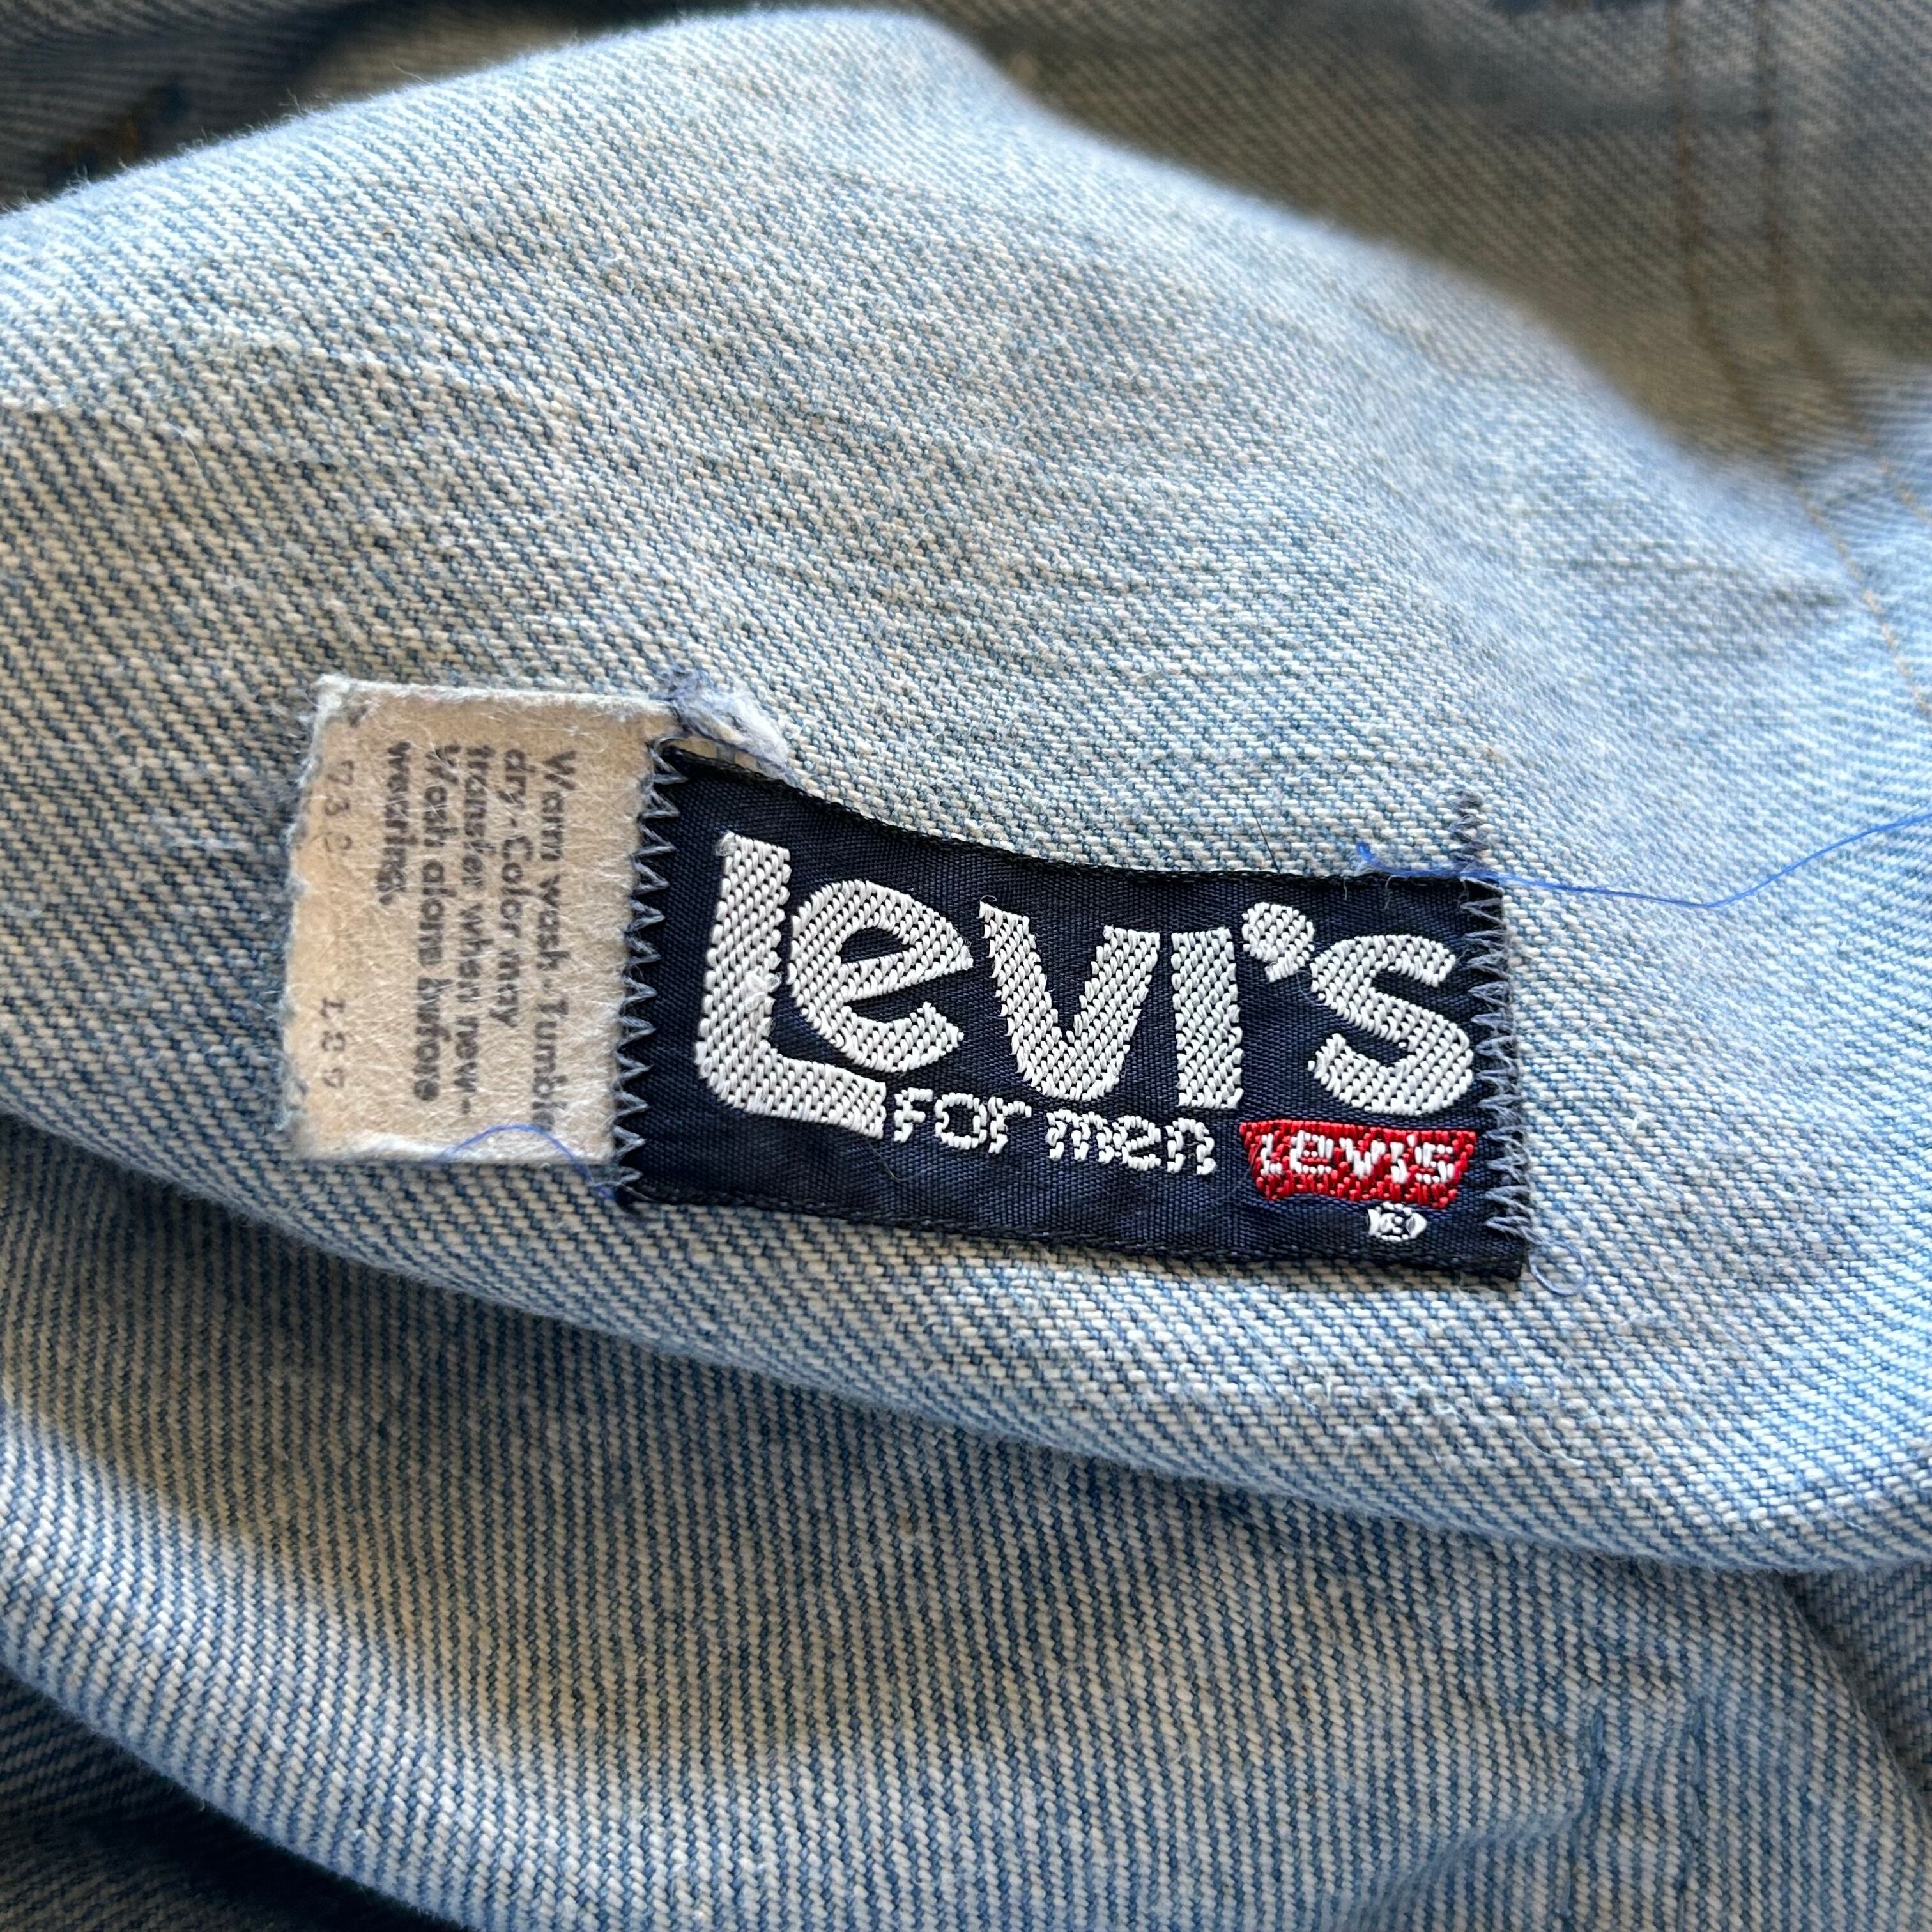 Levi's
FOR men
Levi's
®
Warm wash - Tumble
dry - Color may
transfer when new -
Wash alone before
wearing.